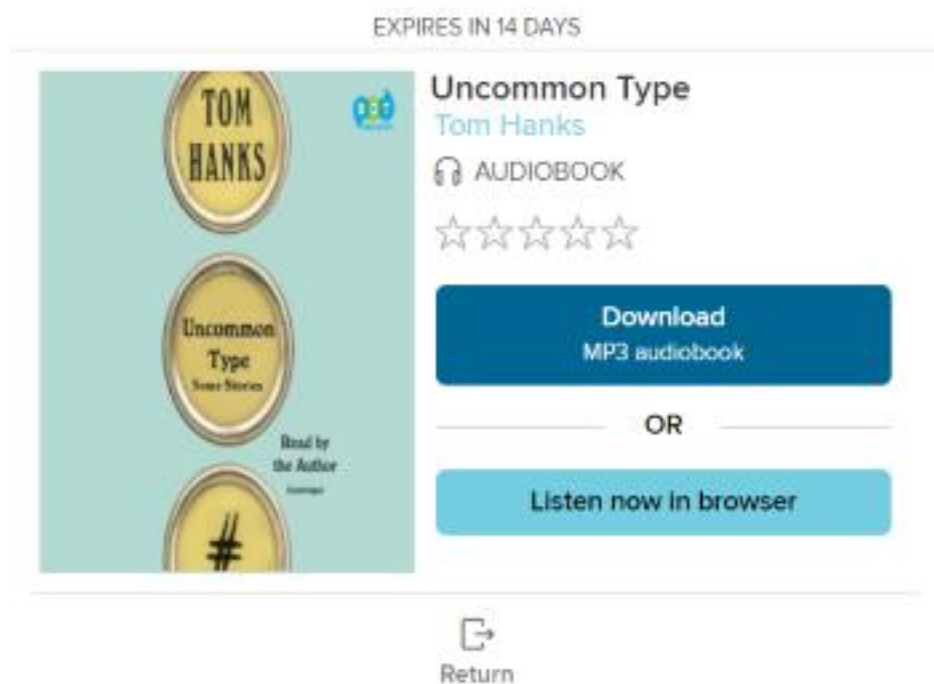 EXPIRES IN 14 DAYS
TOM
HANKS
Uncommon
Type
Some Stories
Read by
the Author
#
Uncommon Type
Tom Hanks
AUDIOBOOK
Download
MP3 audiobook
OR
Listen now in browser
Return